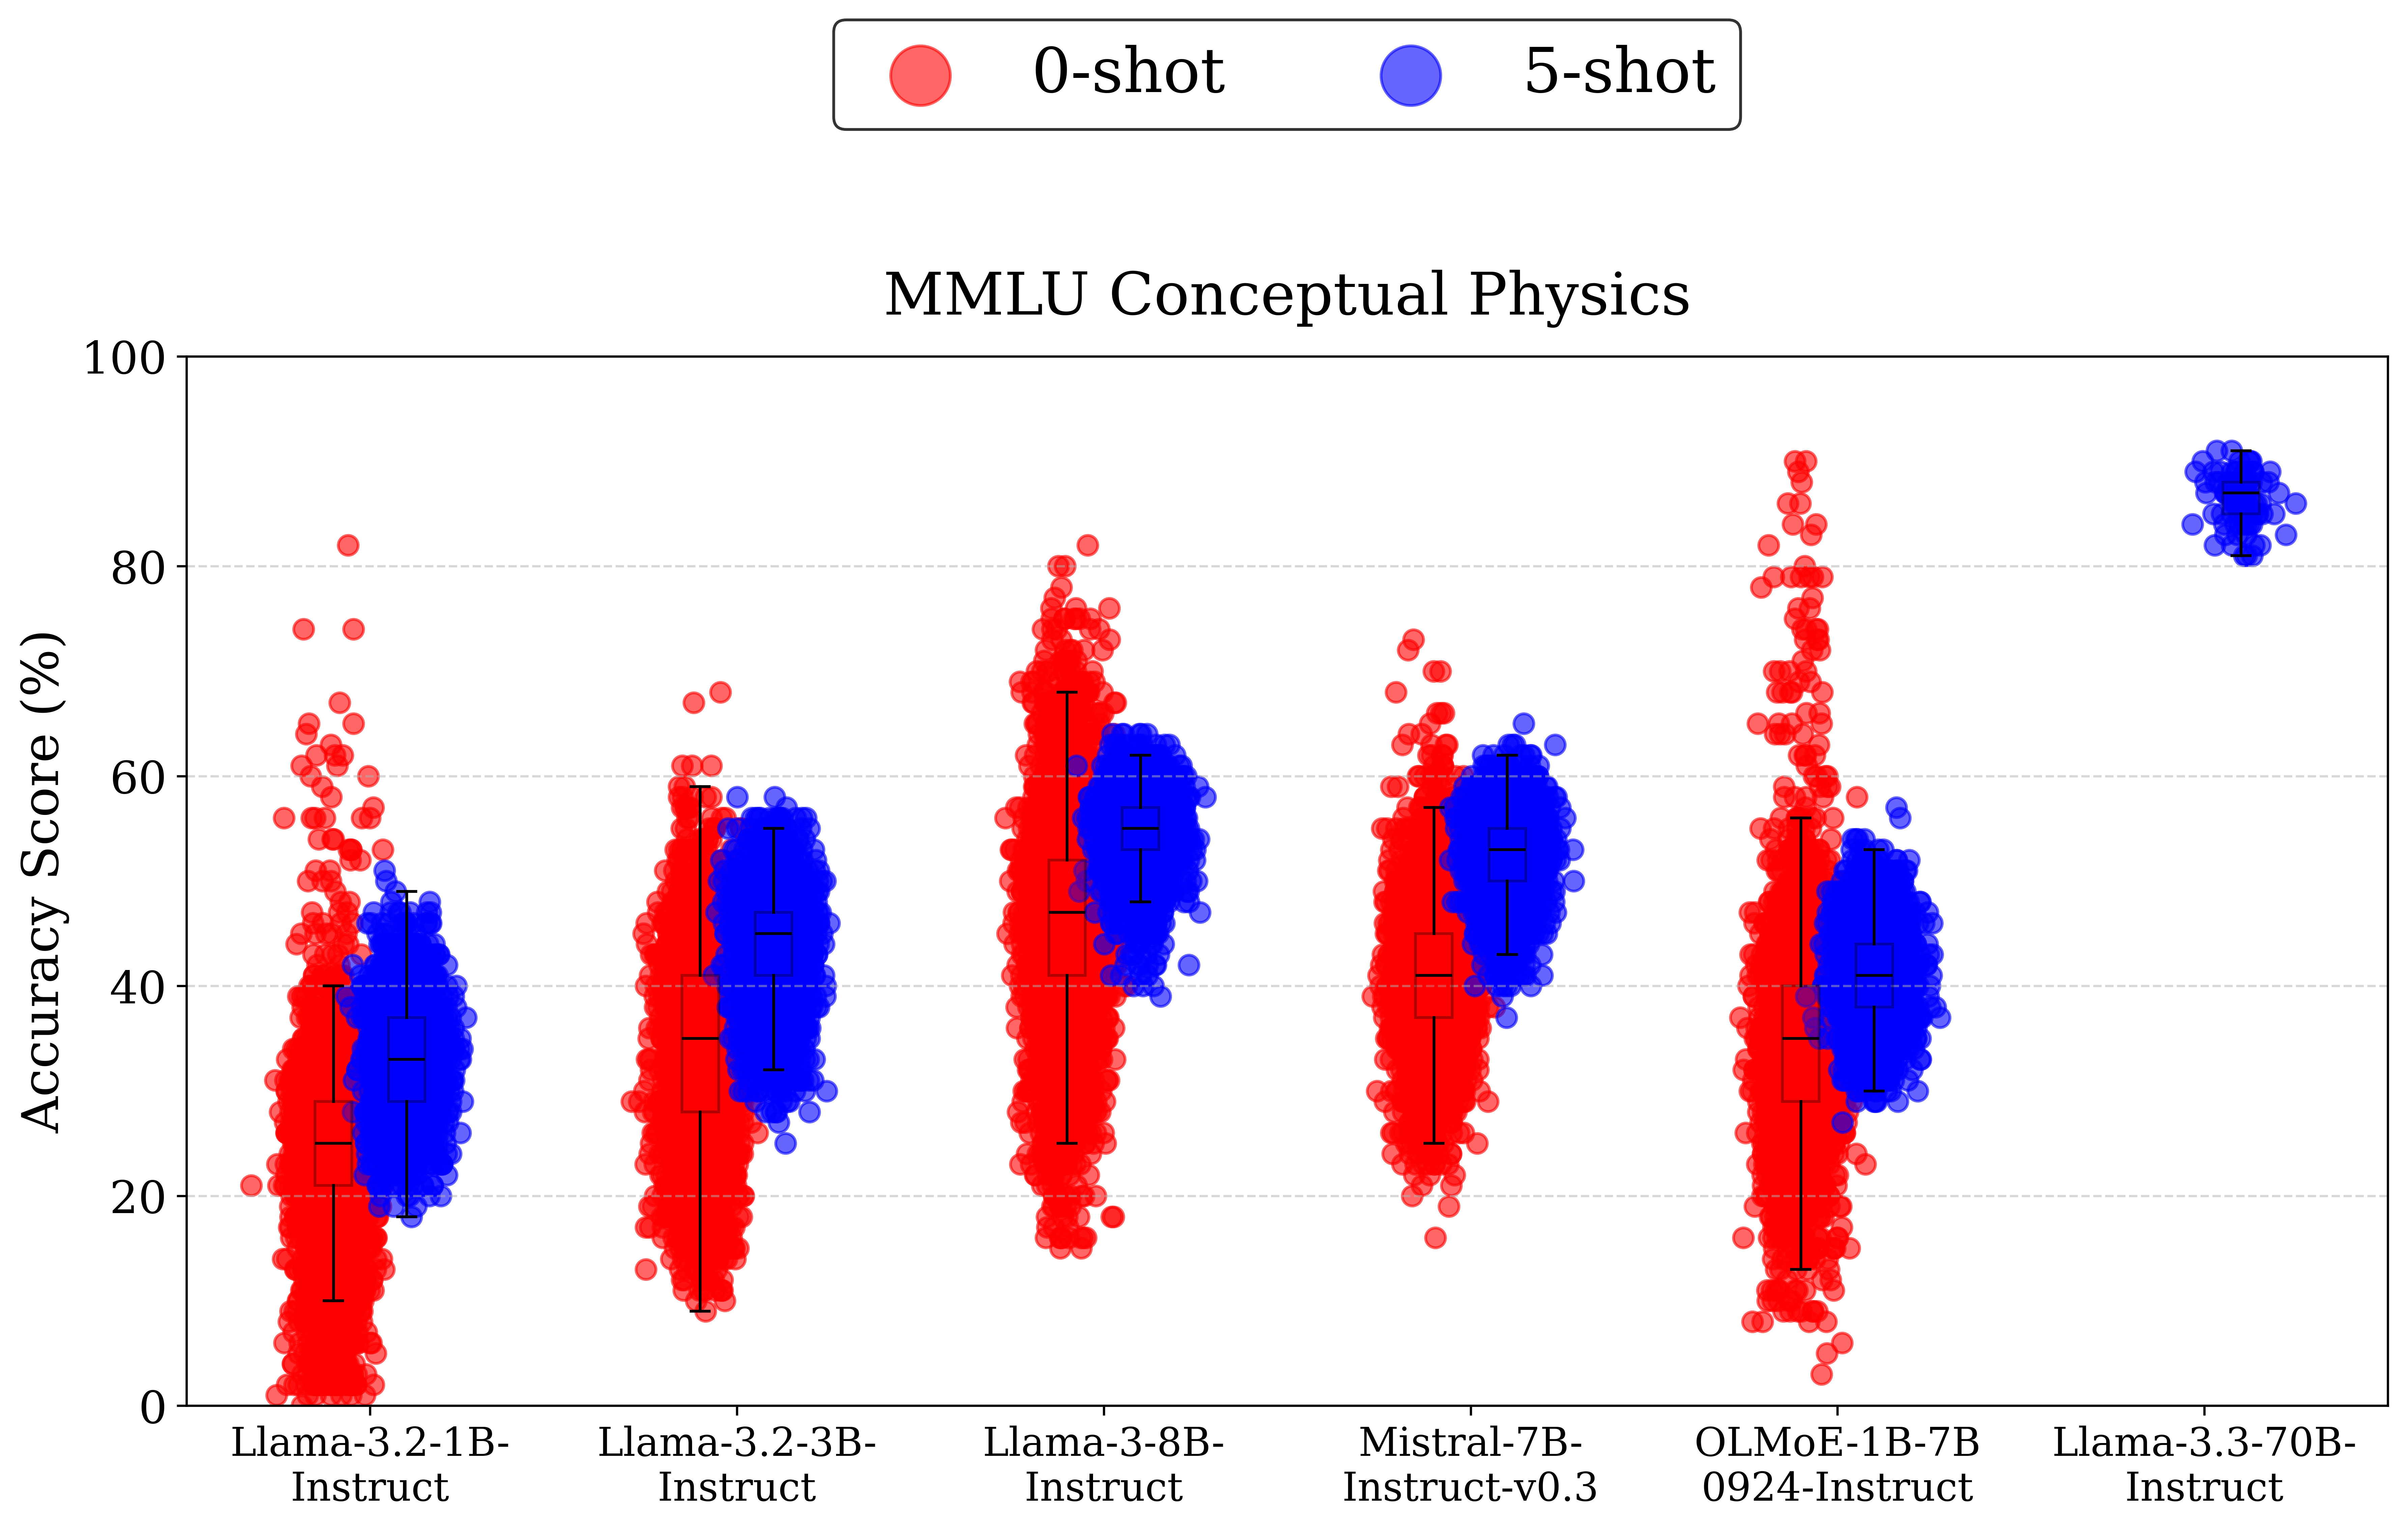 0-shot 5-shot
MMLU Conceptual Physics
Accuracy Score (%)
100
80
60
40
20
0
Llama-3.2-1B-
Instruct
Llama-3.2-3B-
Instruct
Llama-3-8B-
Instruct
Mistral-7B-
Instruct-v0.3
OLMoE-1B-7B
0924-Instruct
Llama-3.3-70B-
Instruct